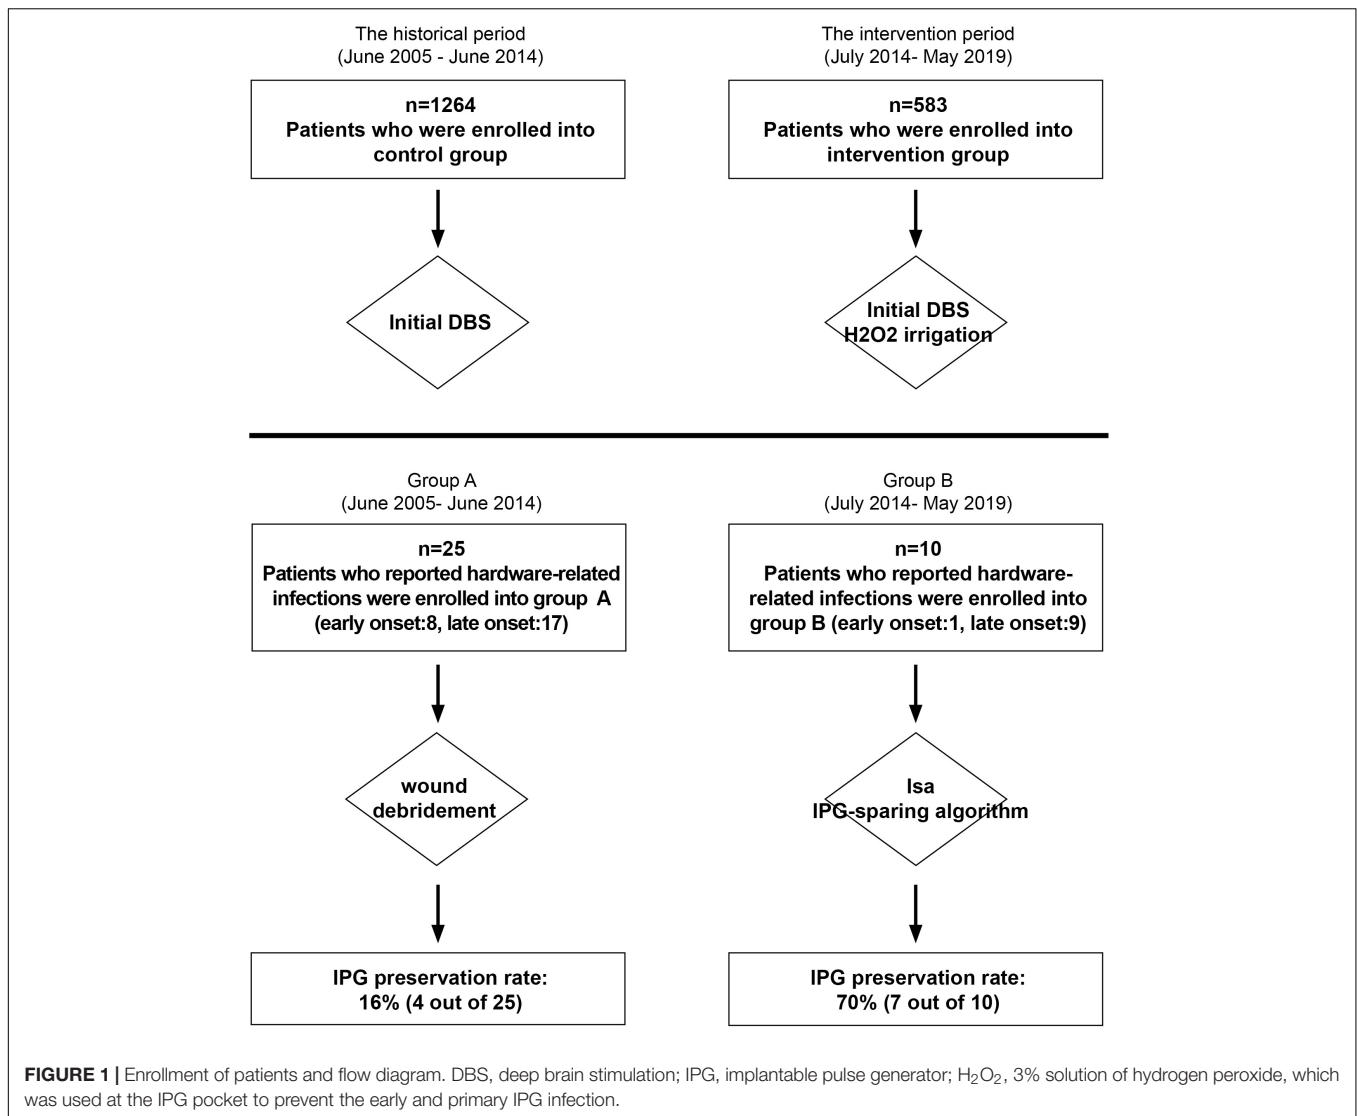 The historical period
(June 2005 - June 2014)
n=1264
Patients who were enrolled into
control group
Initial DBS
The intervention period
(July 2014- May 2019)
n=583
Patients who were enrolled into
intervention group
Initial DBS
H2O2 irrigation
Group A
(June 2005- June 2014)
n=25
Patients who reported hardware-related
infections were enrolled into group A
(early onset:8, late onset:17)
wound
debridement
IPG preservation rate:
16% (4 out of 25)
Group B
(July 2014- May 2019)
n=10
Patients who reported hardware-
related infections were enrolled into
group B (early onset:1, late onset:9)
Isa
IPG-sparing algorithm
IPG preservation rate:
70% (7 out of 10)
FIGURE 1 | Enrollment of patients and flow diagram. DBS, deep brain stimulation; IPG, implantable pulse generator; H₂O₂, 3% solution of hydrogen peroxide, which
was used at the IPG pocket to prevent the early and primary IPG infection.